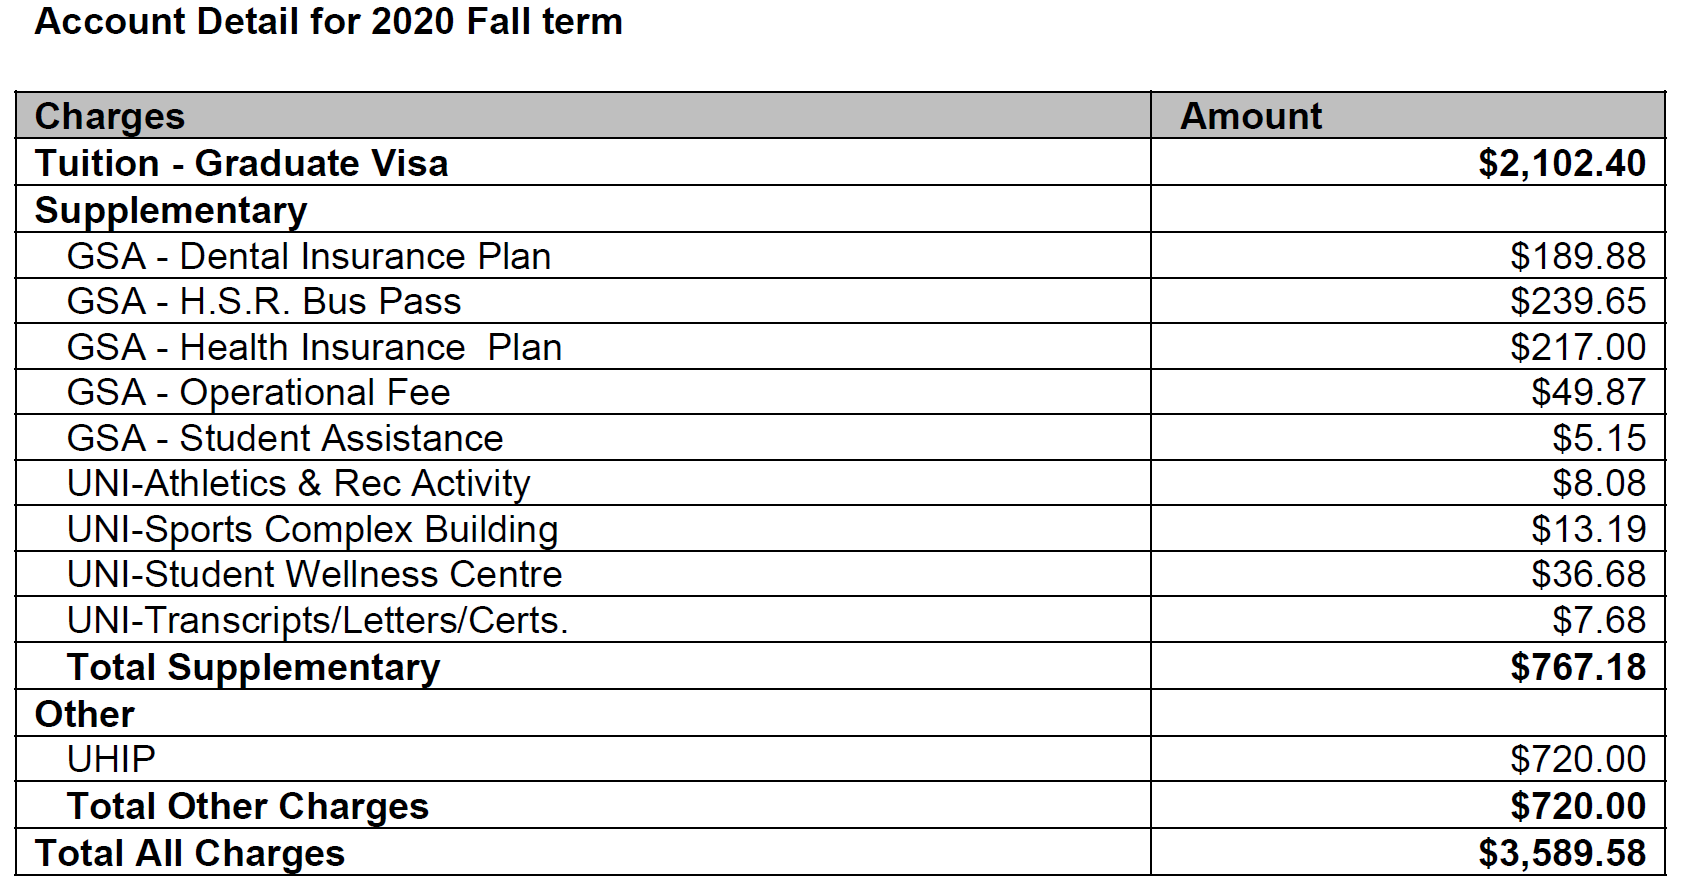 Account Detail for 2020 Fall term
Charges Amount
Tuition - Graduate Visa $2,102.40
Supplementary
GSA - Dental Insurance Plan $189.88
GSA - H.S.R. Bus Pass $239.65
GSA - Health Insurance  Plan $217.00
GSA - Operational Fee $49.87
GSA - Student Assistance $5.15
UNI-Athletics & Rec Activity $8.08
UNI-Sports Complex Building $13.19
UNI-Student Wellness Centre $36.68
UNI-Transcripts/Letters/Certs. $7.68
Total Supplementary $767.18
Other
UHIP $720.00
Total Other Charges $720.00
Total All Charges $3,589.58